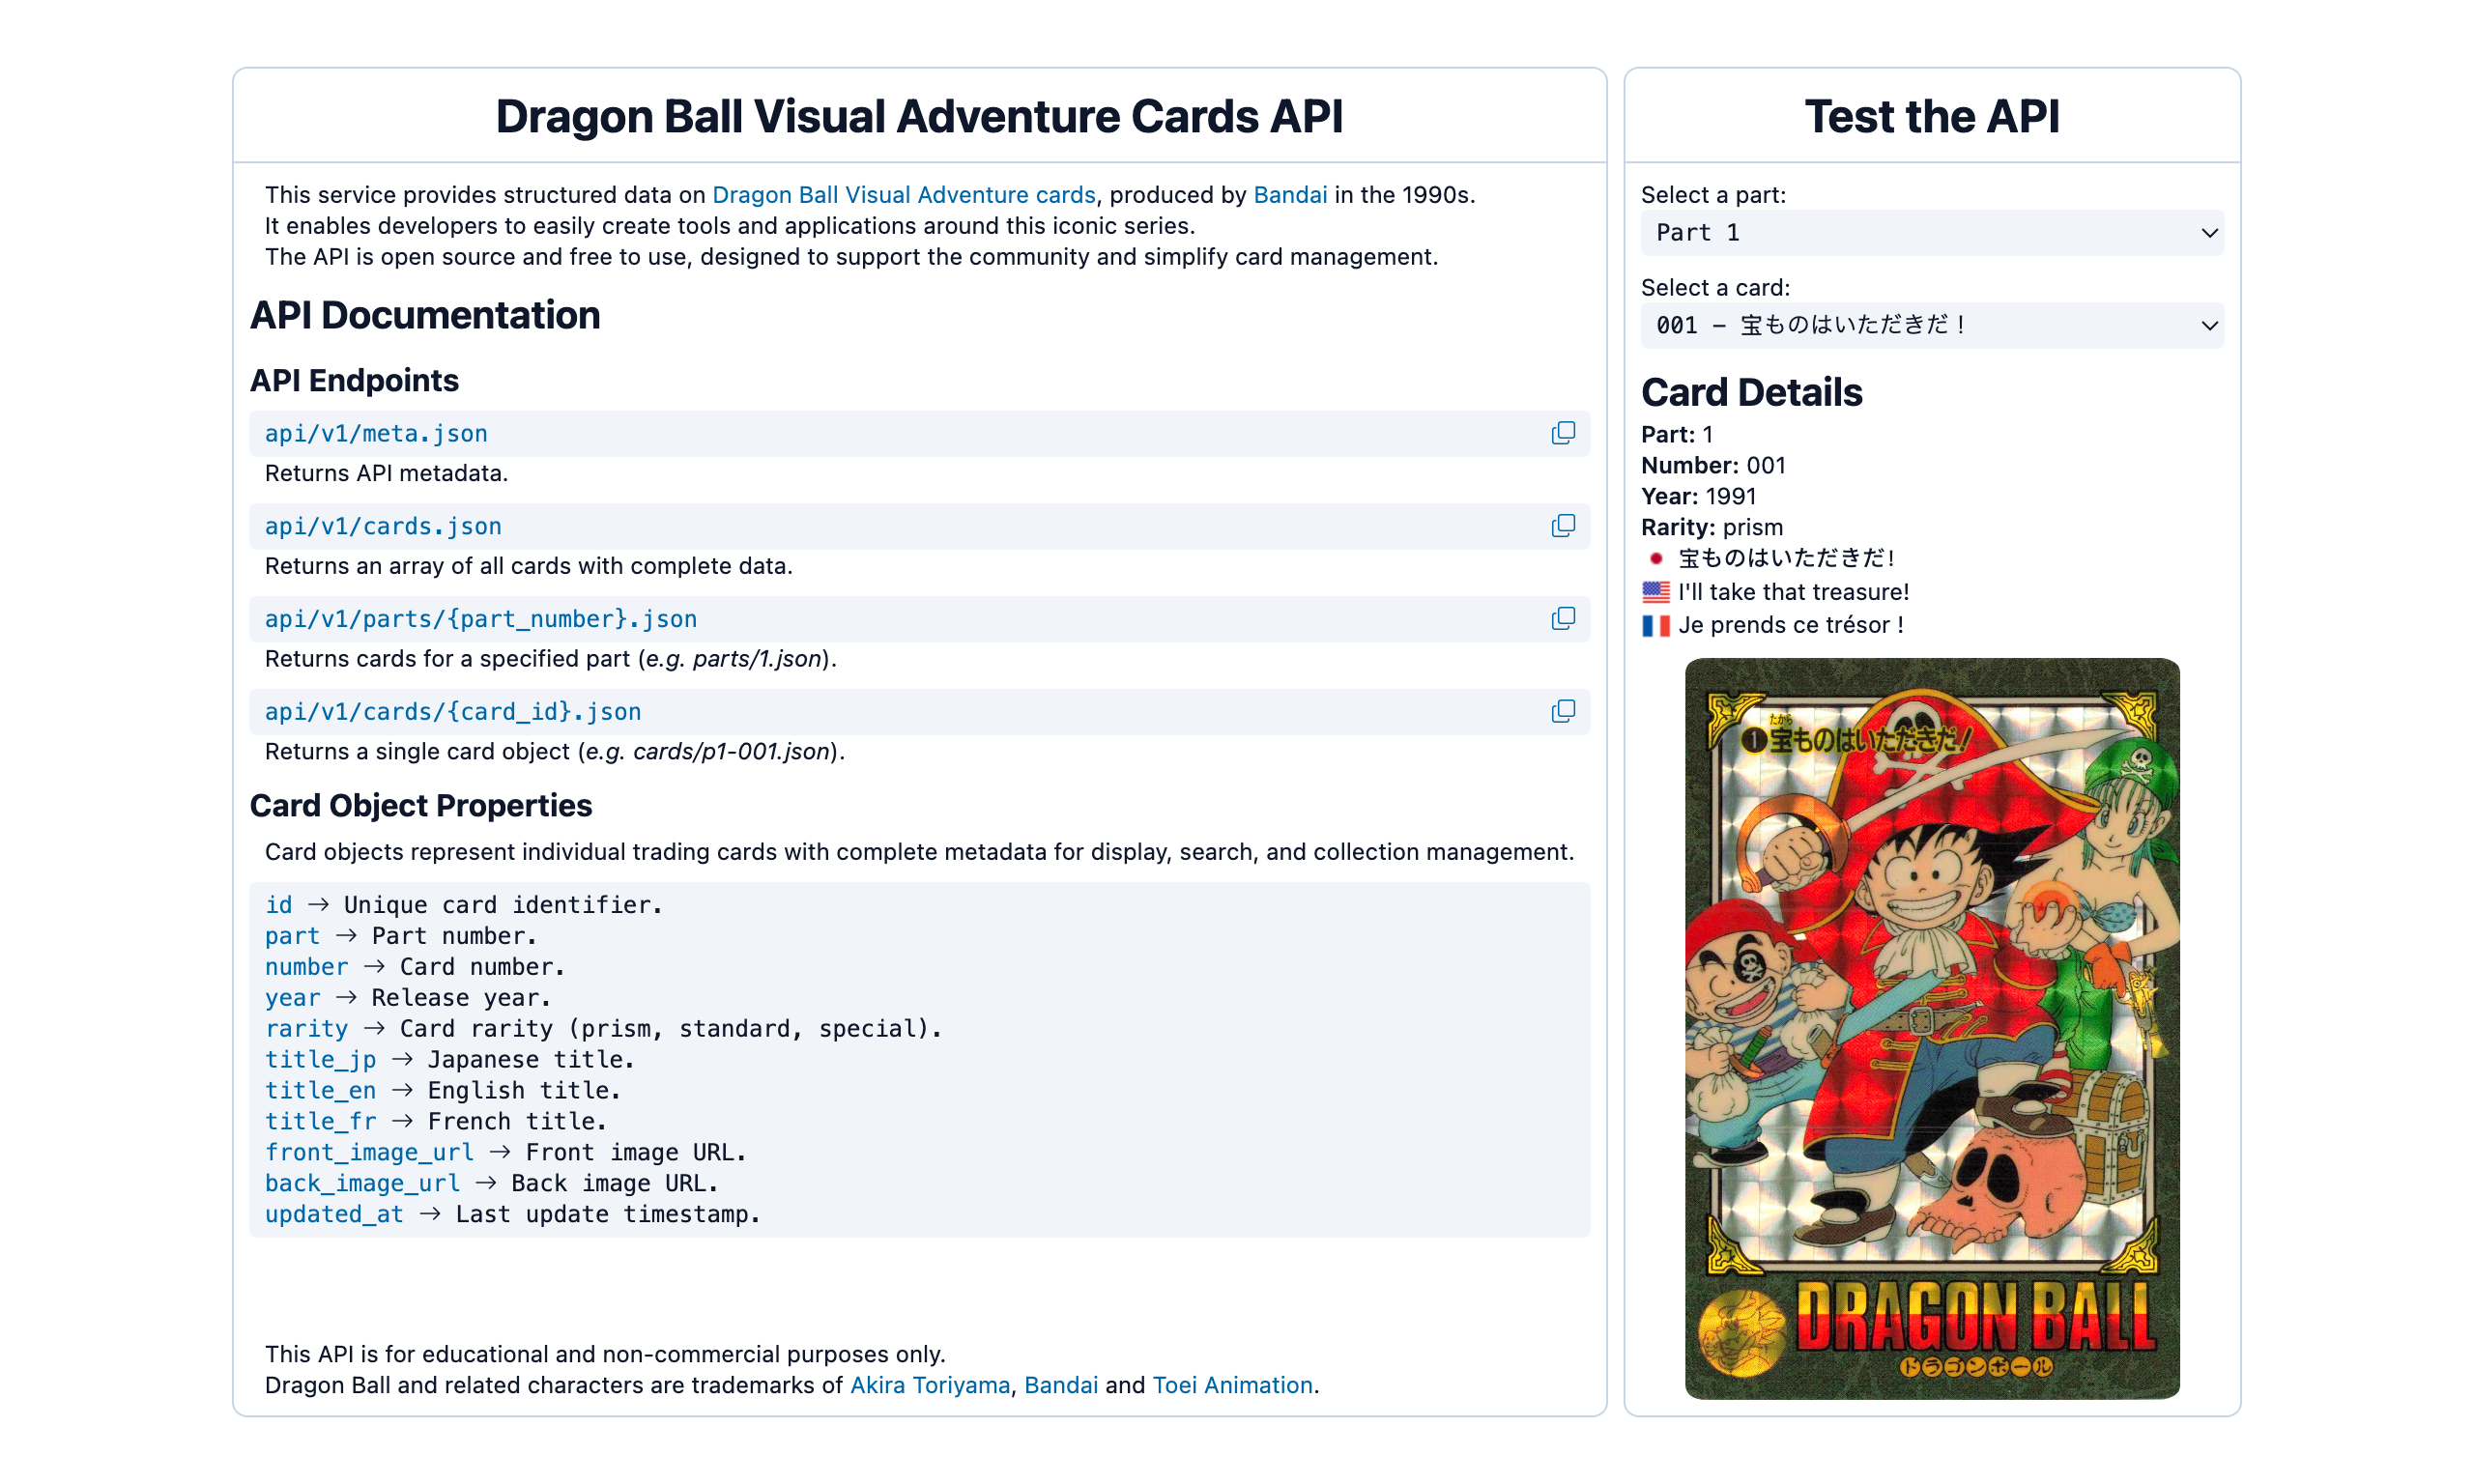 Dragon Ball Visual Adventure Cards API
This service provides structured data on Dragon Ball Visual Adventure cards, produced by Bandai in the 1990s.
It enables developers to easily create tools and applications around this iconic series.
The API is open source and free to use, designed to support the community and simplify card management.
API Documentation
API Endpoints
api/v1/meta.json
Returns API metadata.
api/v1/cards.json
Returns an array of all cards with complete data.
api/v1/parts/{part_number}.json
Returns cards for a specified part (e.g. parts/1.json).
api/v1/cards/{card_id}.json
Returns a single card object (e.g. cards/p1-001.json).
Card Object Properties
Card objects represent individual trading cards with complete metadata for display, search, and collection management.
id → Unique card identifier.
part → Part number.
number → Card number.
year → Release year.
rarity → Card rarity (prism, standard, special).
title_jp → Japanese title.
title_en → English title.
title_fr → French title.
front_image_url → Front image URL.
back_image_url → Back image URL.
updated_at → Last update timestamp.
This API is for educational and non-commercial purposes only.
Dragon Ball and related characters are trademarks of Akira Toriyama, Bandai and Toei Animation.
Test the API
Select a part:
Part 1
Select a card:
001 – 宝ものはいただきだ！
Card Details
Part: 1
Number: 001
Year: 1991
Rarity: prism
宝ものはいただきだ！
I'll take that treasure!
Je prends ce trésor !
たから
1 宝ものはいただきだ！
DRAGON BALL
ドラゴンボール